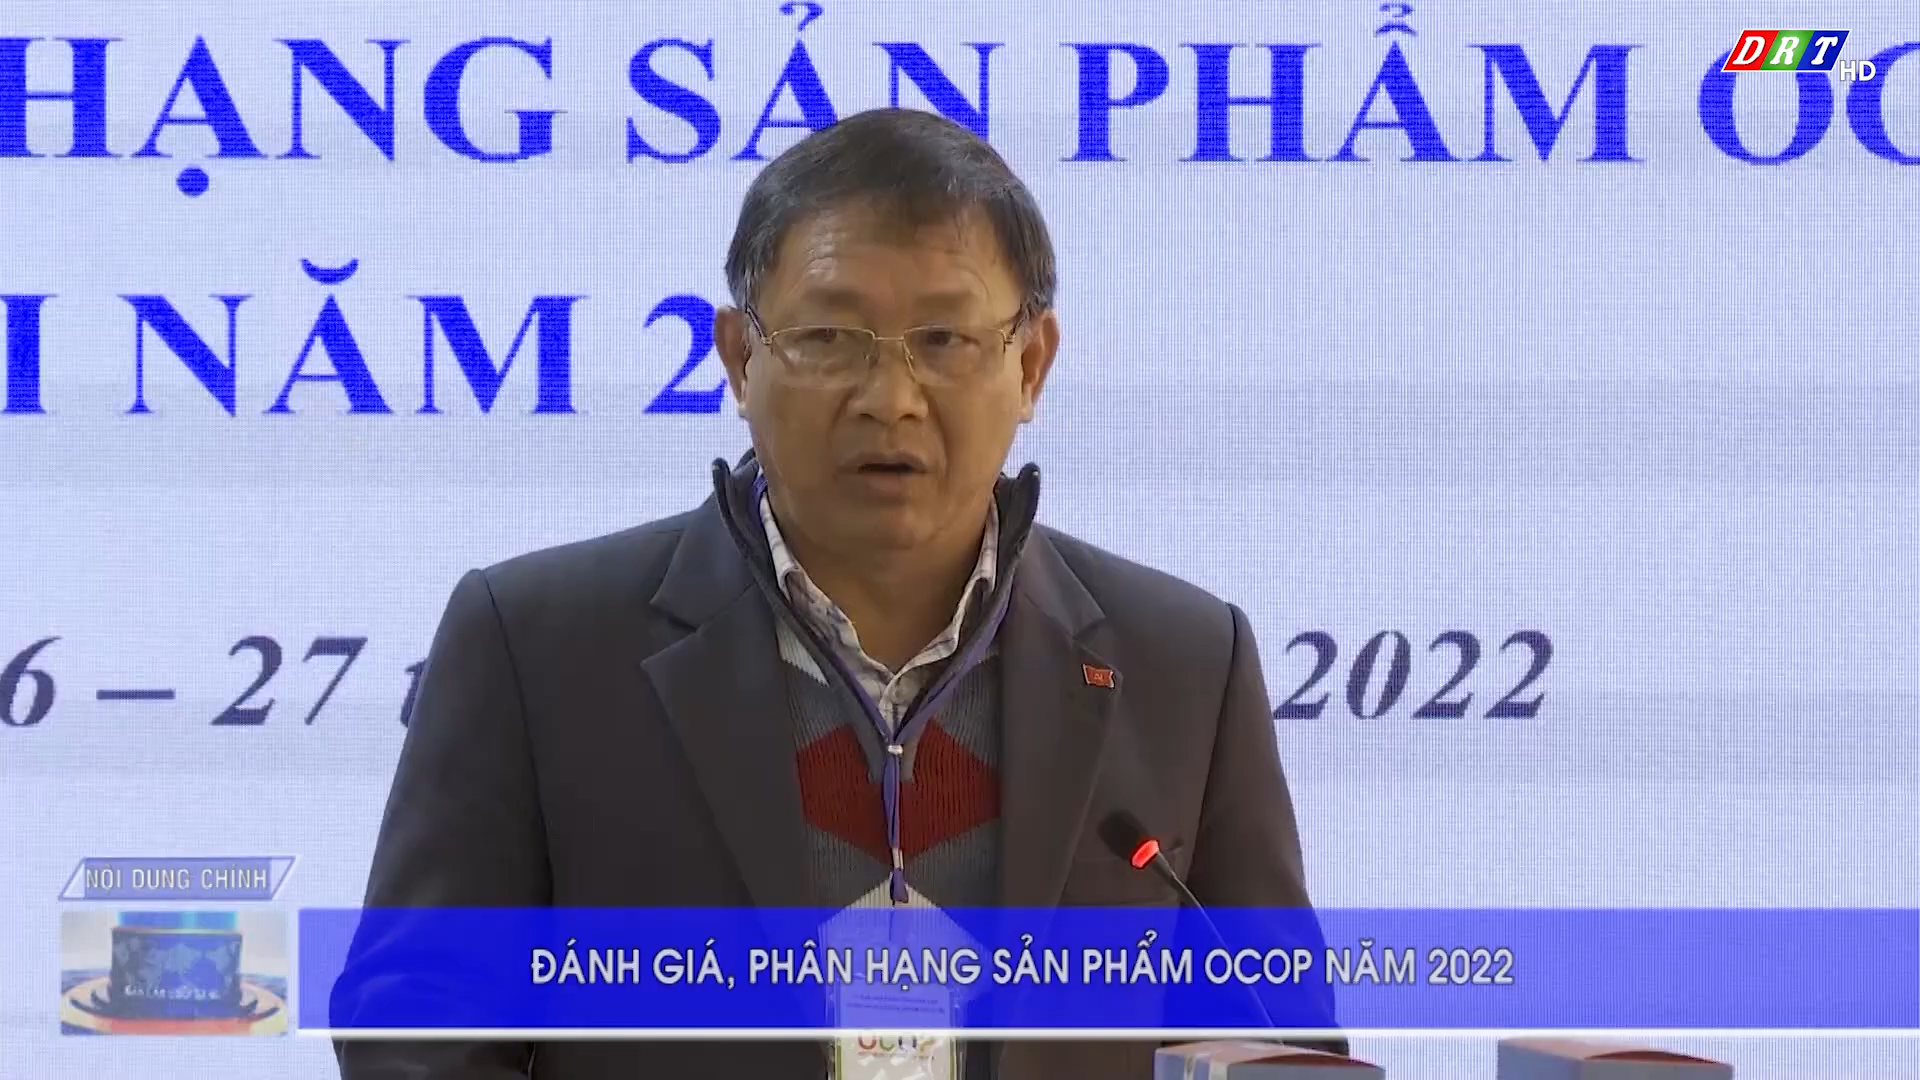 HẠNG SẢN PHẨM OC
DRT HD
I NĂM 2
6 – 27 t 2022
NỘI DUNG CHÍNH
ĐÁNH GIÁ, PHÂN HẠNG SẢN PHẨM OCOP NĂM 2022
OCOP